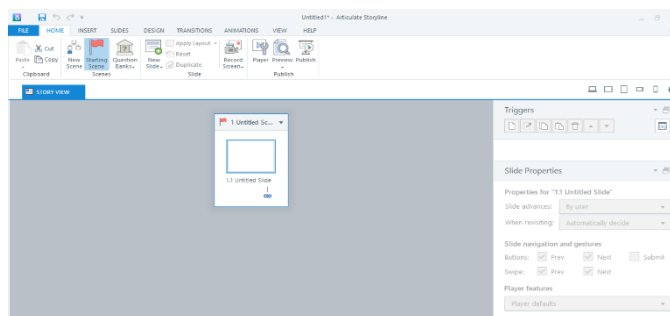 Untitled1* - Articulate Storyline
FILE HOME INSERT SLIDES DESIGN TRANSITIONS ANIMATIONS VIEW HELP
Paste
Cut
Copy
New Scene
Starting Scene
Question Banks
New Slide
Apply Layout
Reset
Duplicate
Record Screen
Player
Preview
Publish
Clipboard
Scenes
Slide
Publish
STORY VIEW
1 Untitled Sc...
1.1 Untitled Slide
Triggers
Slide Properties
Properties for "1.1 Untitled Slide"
Slide advances: By user
When revisiting: Automatically decide
Slide navigation and gestures
Buttons: Prev Next Submit
Swipe: Prev Next
Player features
Player defaults